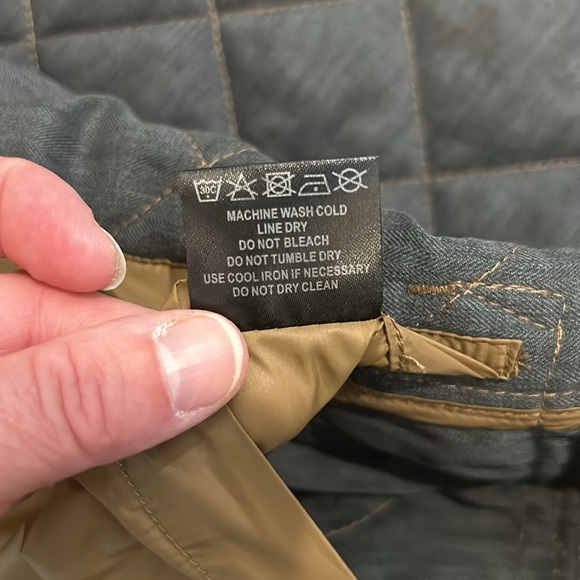 30C
MACHINE WASH COLD
LINE DRY
DO NOT BLEACH
DO NOT TUMBLE DRY
USE COOL IRON IF NECESSARY
DO NOT DRY CLEAN